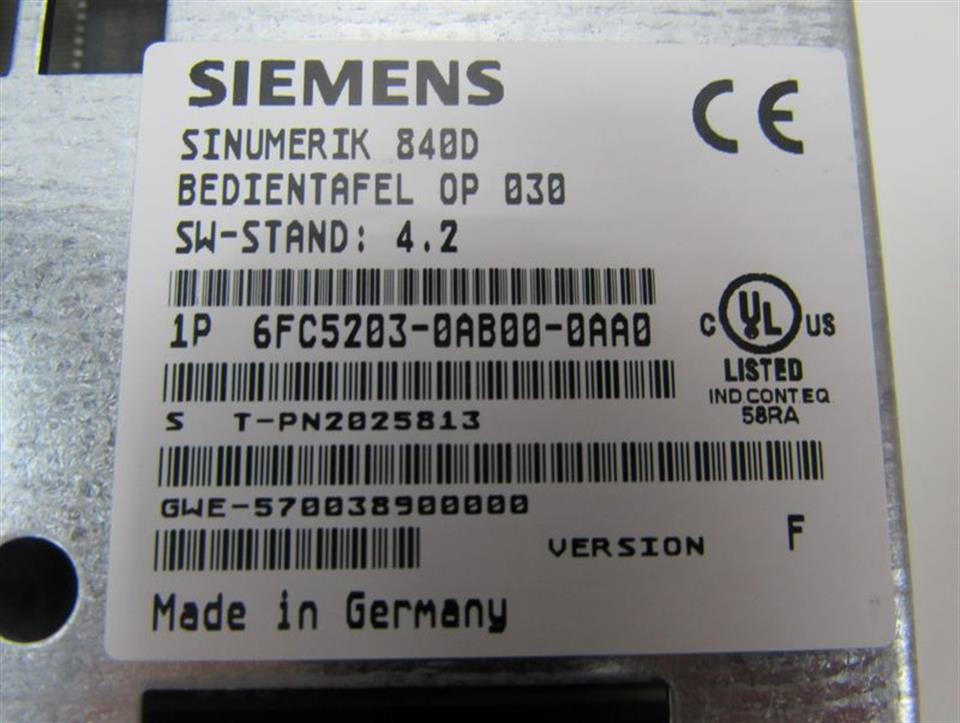 SIEMENS
CE
SINUMERIK 840D
BEDIENTAFEL OP 030
SW-STAND: 4.2
1P 6FC5203-0AB00-0AA0
C UL US
LISTED
IND.CONT.EQ.
58RA
S T-PN2025813
GWE-570038900000
VERSION F
Made in Germany